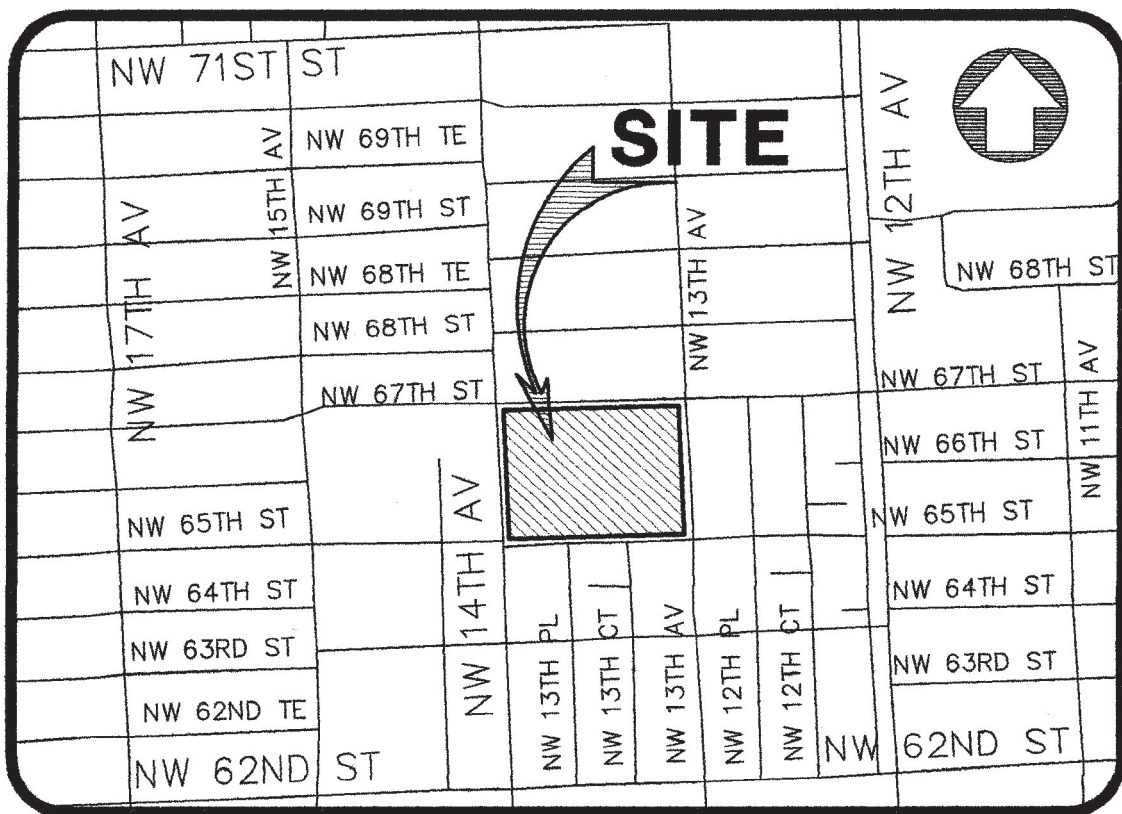 NW 71ST ST
NW 12TH AV
SITE
NW 69TH TE
NW 15TH AV
NW 69TH ST
NW 17TH AV
NW 13TH AV
NW 68TH TE
NW 68TH ST
NW 68TH ST
NW 67TH ST
NW 67TH ST
NW 11TH AV
NW 66TH ST
NW 14TH AV
NW 65TH ST
NW 65TH ST
NW 64TH ST
NW 64TH ST
NW 63RD ST
NW 63RD ST
NW 13TH PL
NW 13TH CT
NW 13TH AV
NW 12TH PL
NW 12TH CT
NW 62ND TE
NW 62ND ST
NW 62ND ST